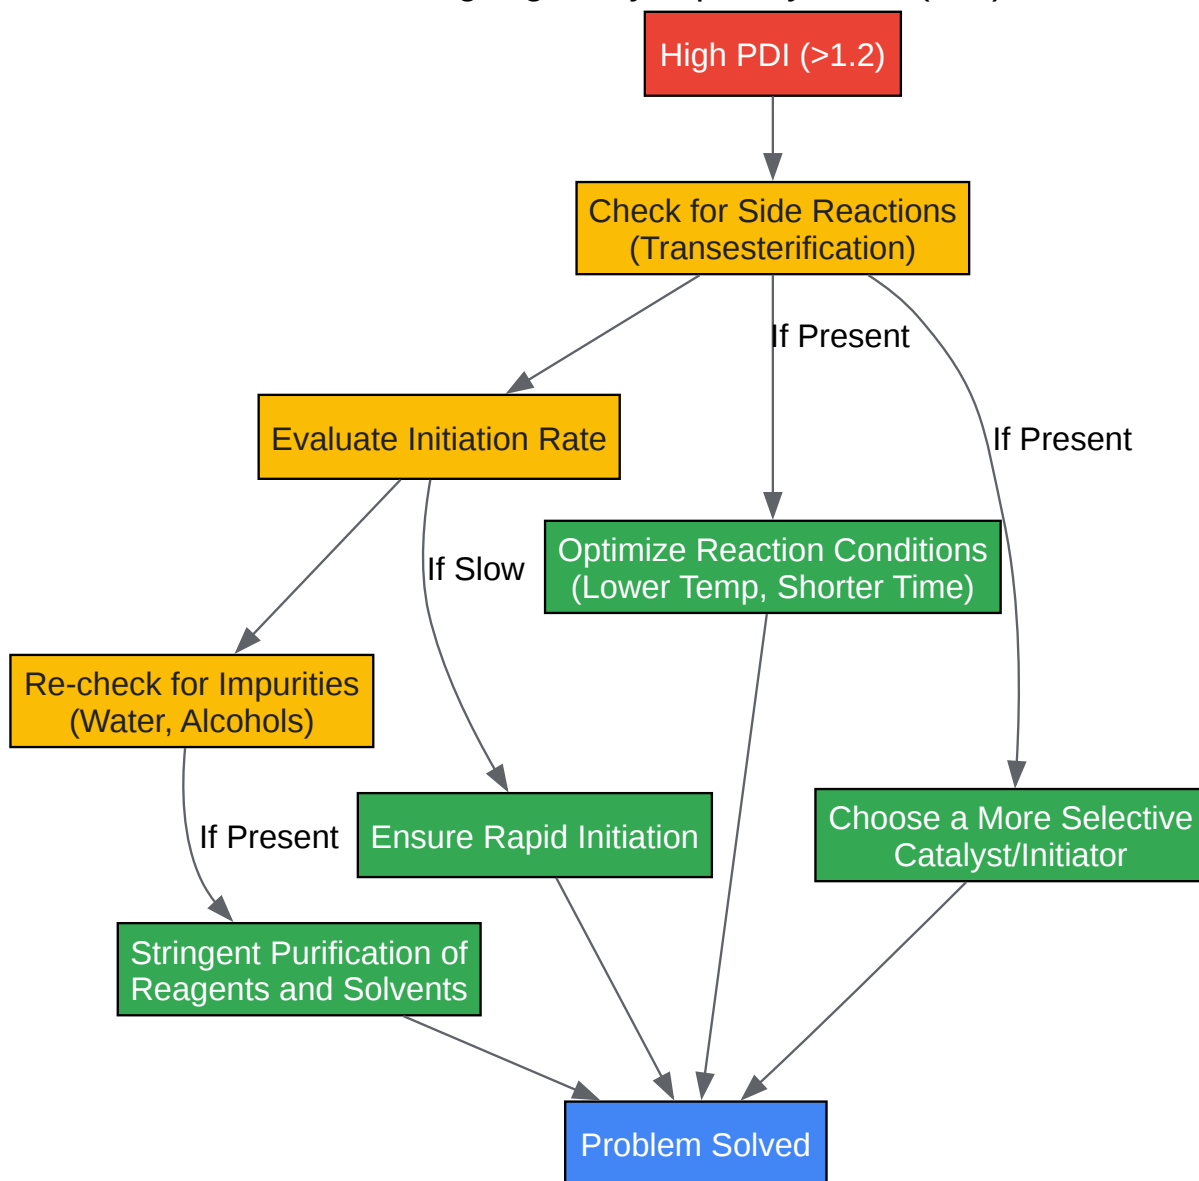 High PDI (>1.2)
Check for Side Reactions
(Transesterification)
If Present
Evaluate Initiation Rate
If Present
Optimize Reaction Conditions
(Lower Temp, Shorter Time)
If Slow
Re-check for Impurities
(Water, Alcohols)
If Present
Ensure Rapid Initiation
Choose a More Selective
Catalyst/Initiator
Stringent Purification of
Reagents and Solvents
Problem Solved